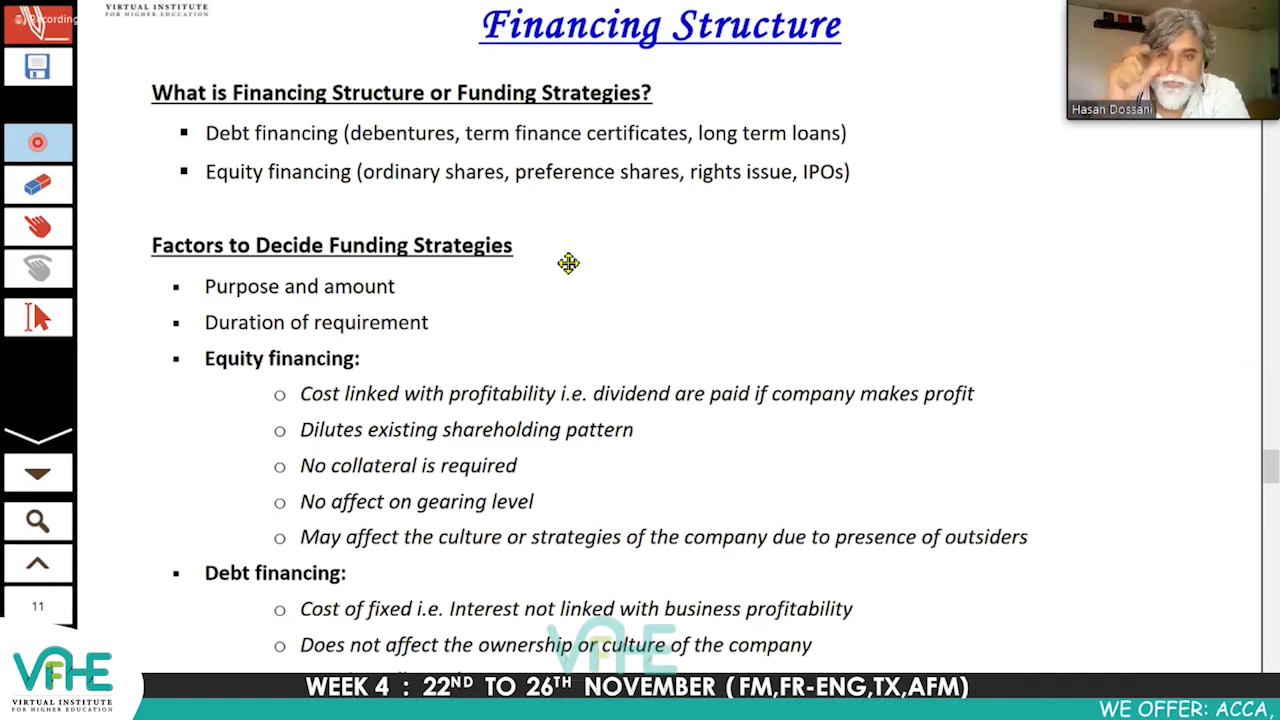 Recording
VIRTUAL INSTITUTE
FOR HIGHER EDUCATION
Financing Structure
Hasan Dossani
What is Financing Structure or Funding Strategies?
▪ Debt financing (debentures, term finance certificates, long term loans)
▪ Equity financing (ordinary shares, preference shares, rights issue, IPOs)
Factors to Decide Funding Strategies
▪ Purpose and amount
▪ Duration of requirement
▪ Equity financing:
o Cost linked with profitability i.e. dividend are paid if company makes profit
o Dilutes existing shareholding pattern
o No collateral is required
o No affect on gearing level
o May affect the culture or strategies of the company due to presence of outsiders
▪ Debt financing:
o Cost of fixed i.e. Interest not linked with business profitability
o Does not affect the ownership or culture of the company
11
VFHE
VFHE
VIRTUAL INSTITUTE
FOR HIGHER EDUCATION
WEEK 4 : 22ND TO 26TH NOVEMBER (FM,FR-ENG,TX,AFM)
WE OFFER: ACCA,